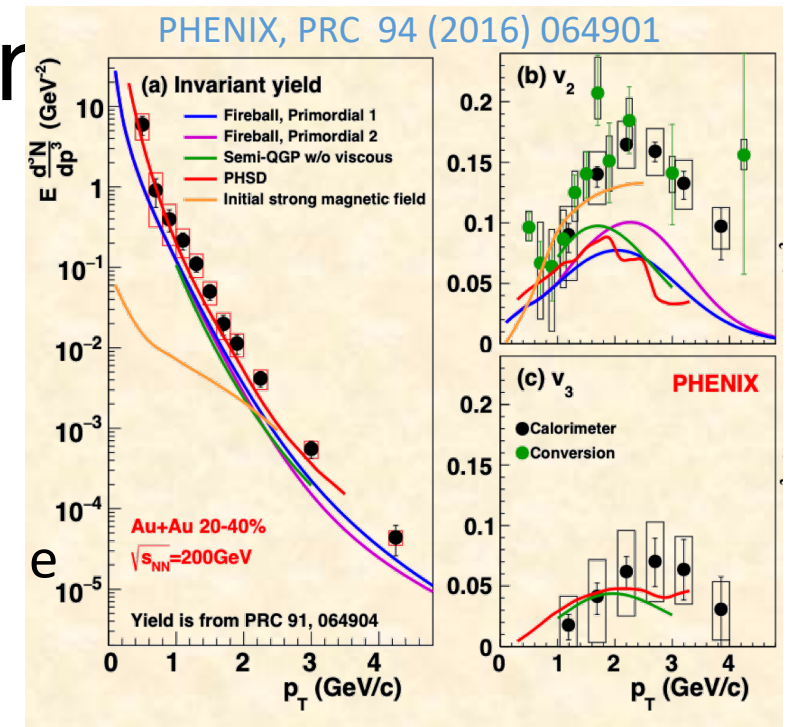 PHENIX, PRC 94 (2016) 064901
r
(a) Invariant yield
Fireball, Primordial 1
Fireball, Primordial 2
Semi-QGP w/o viscous
PHSD
Initial strong magnetic field
E d³N/dp³ (GeV⁻²)
10
1
10⁻¹
10⁻²
10⁻³
10⁻⁴
10⁻⁵
Au+Au 20-40%
√s_NN=200GeV
e
Yield is from PRC 91, 064904
0 1 2 3 4
p_T (GeV/c)
(b) v₂
0.2
0.15
0.1
0.05
0
(c) v₃
PHENIX
Calorimeter
Conversion
0.2
0.15
0.1
0.05
0
0 1 2 3 4
p_T (GeV/c)